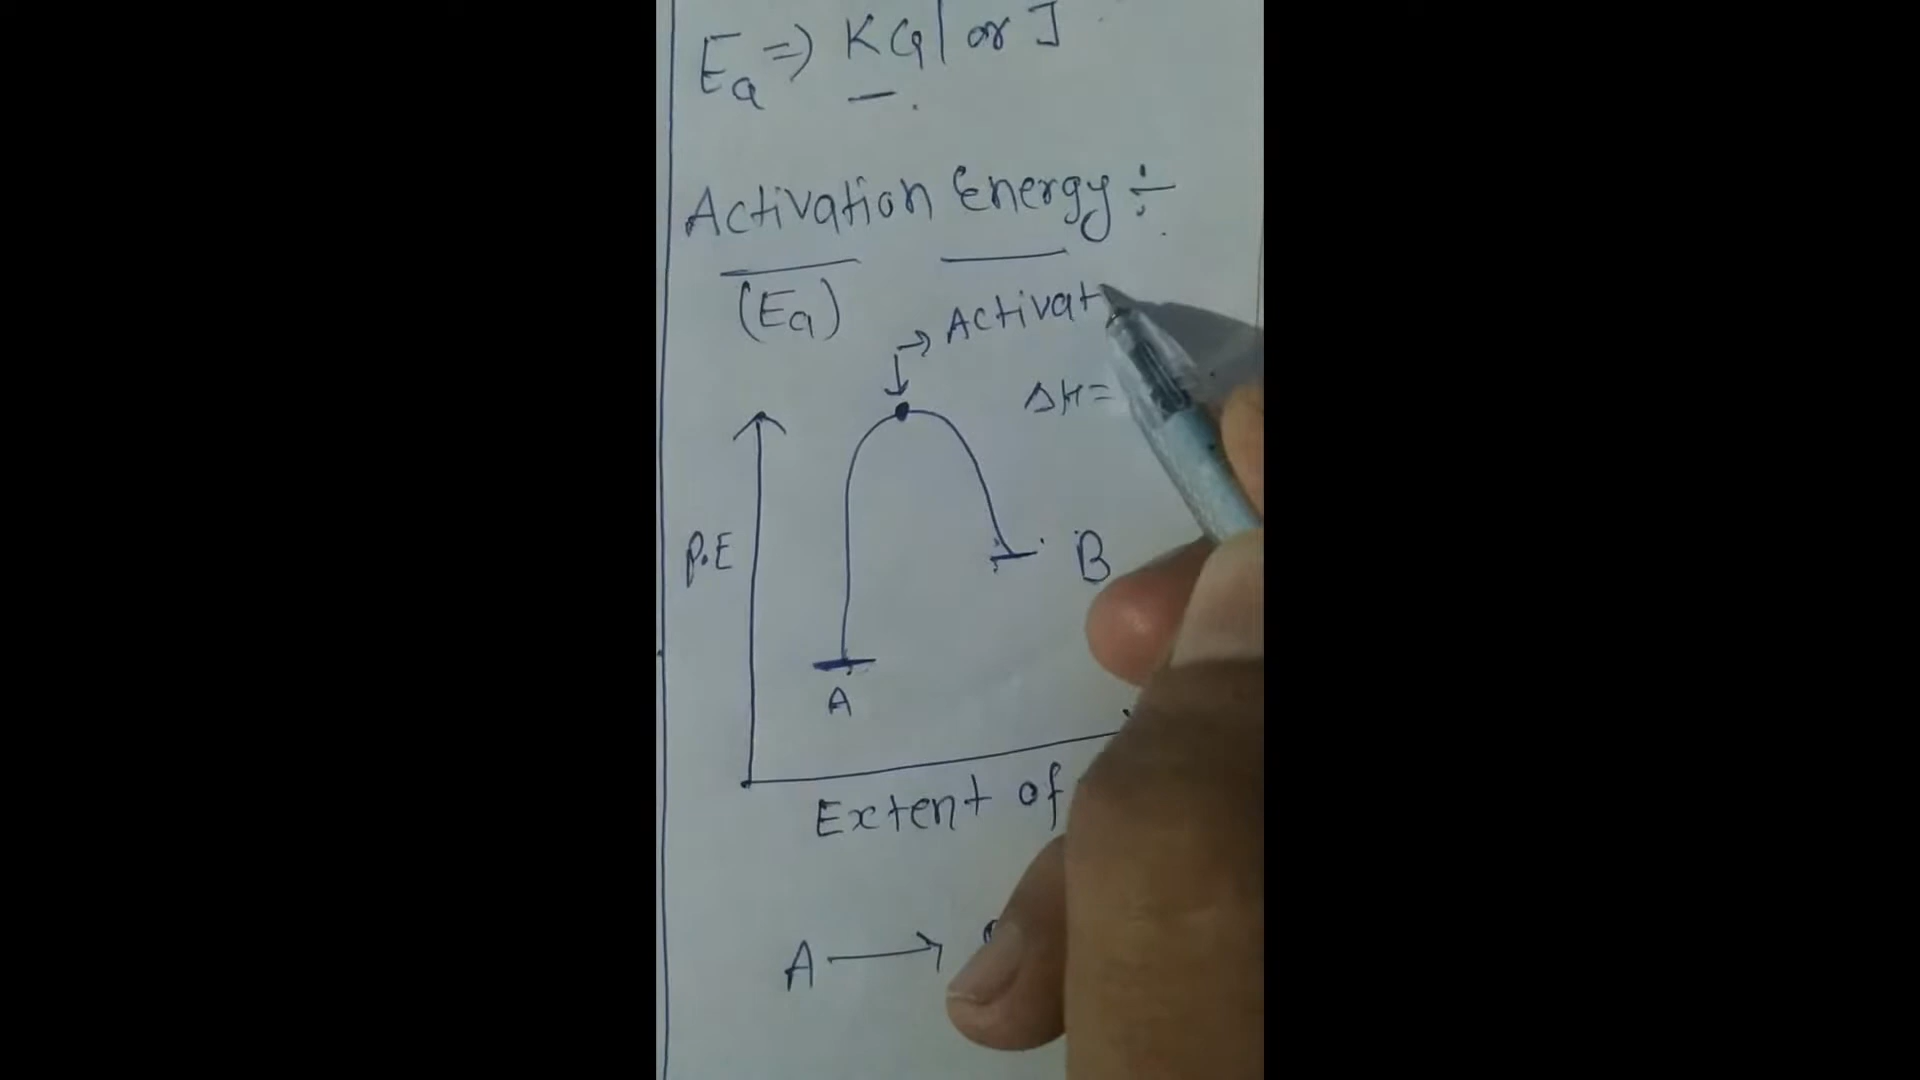 Ea => KCal or J
Activation Energy ÷
(Ea)
Activat
ΔH=
P.E
B
A
Extent of
A →